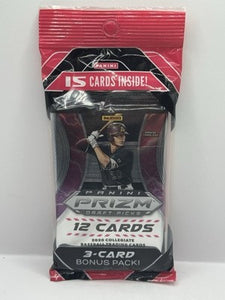 PANINI
15 CARDS INSIDE!
PANINI
PANINI
PRIZM
DRAFT PICKS
12 CARDS
2020 COLLEGIATE
BASEBALL TRADING CARDS
3-CARD
BONUS PACK!